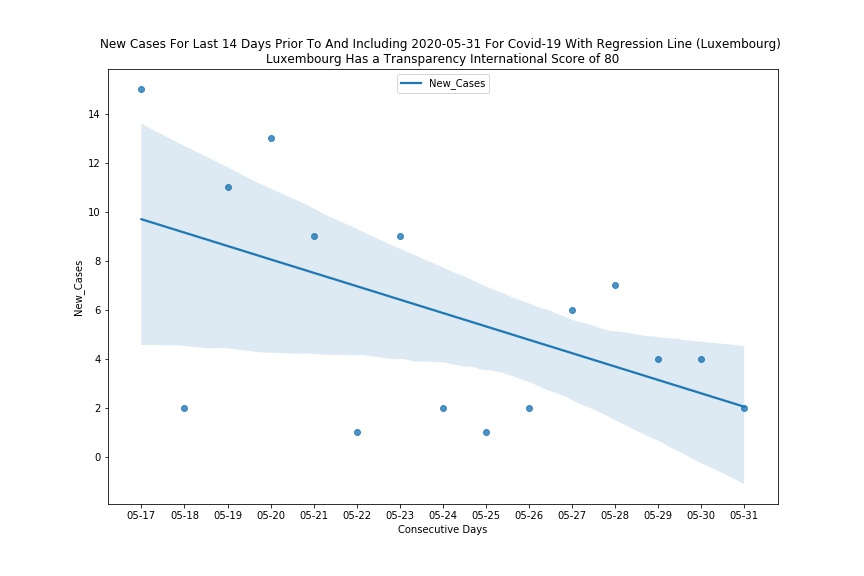 New Cases For Last 14 Days Prior To And Including 2020-05-31 For Covid-19 With Regression Line (Luxembourg)
Luxembourg Has a Transparency International Score of 80
New_Cases
14
12
10
8
6
4
2
0
New_Cases
05-17 05-18 05-19 05-20 05-21 05-22 05-23 05-24 05-25 05-26 05-27 05-28 05-29 05-30 05-31
Consecutive Days